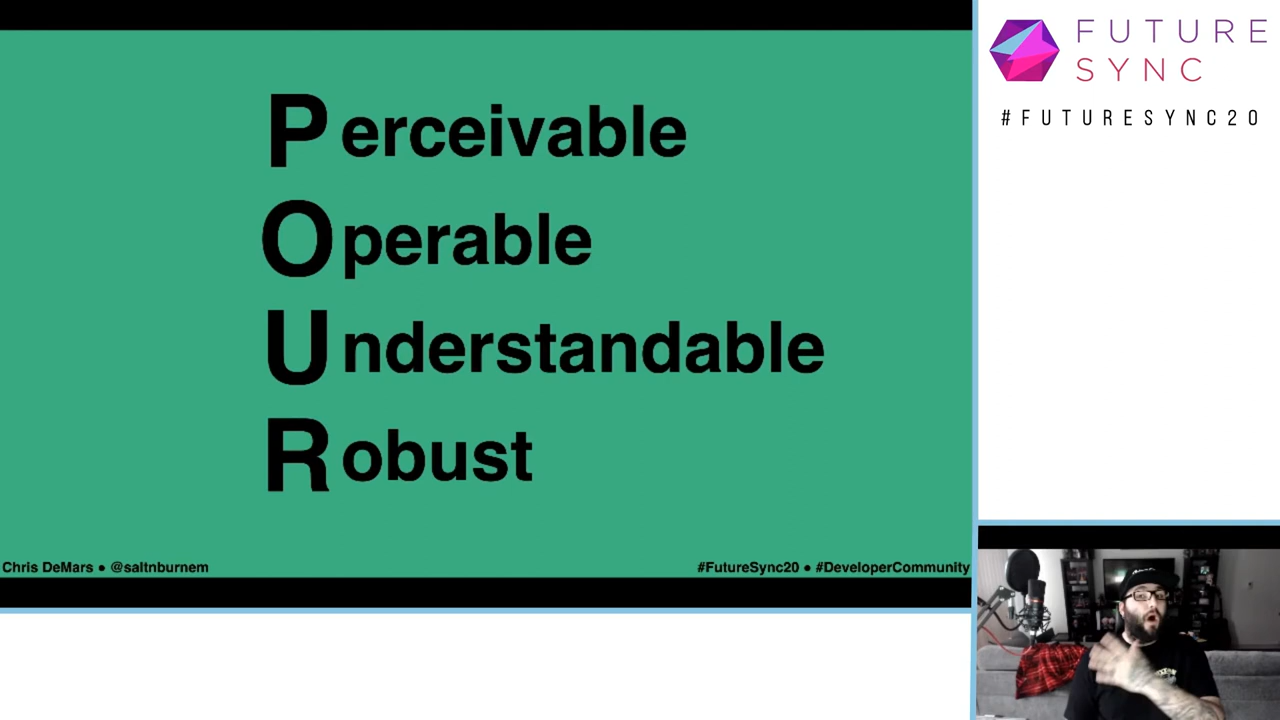 Perceivable
Operable
Understandable
Robust
Chris DeMars ● @saltnburnem
#FutureSync20 ● #DeveloperCommunity
FUTURE
SYNC
#FUTURESYNC20